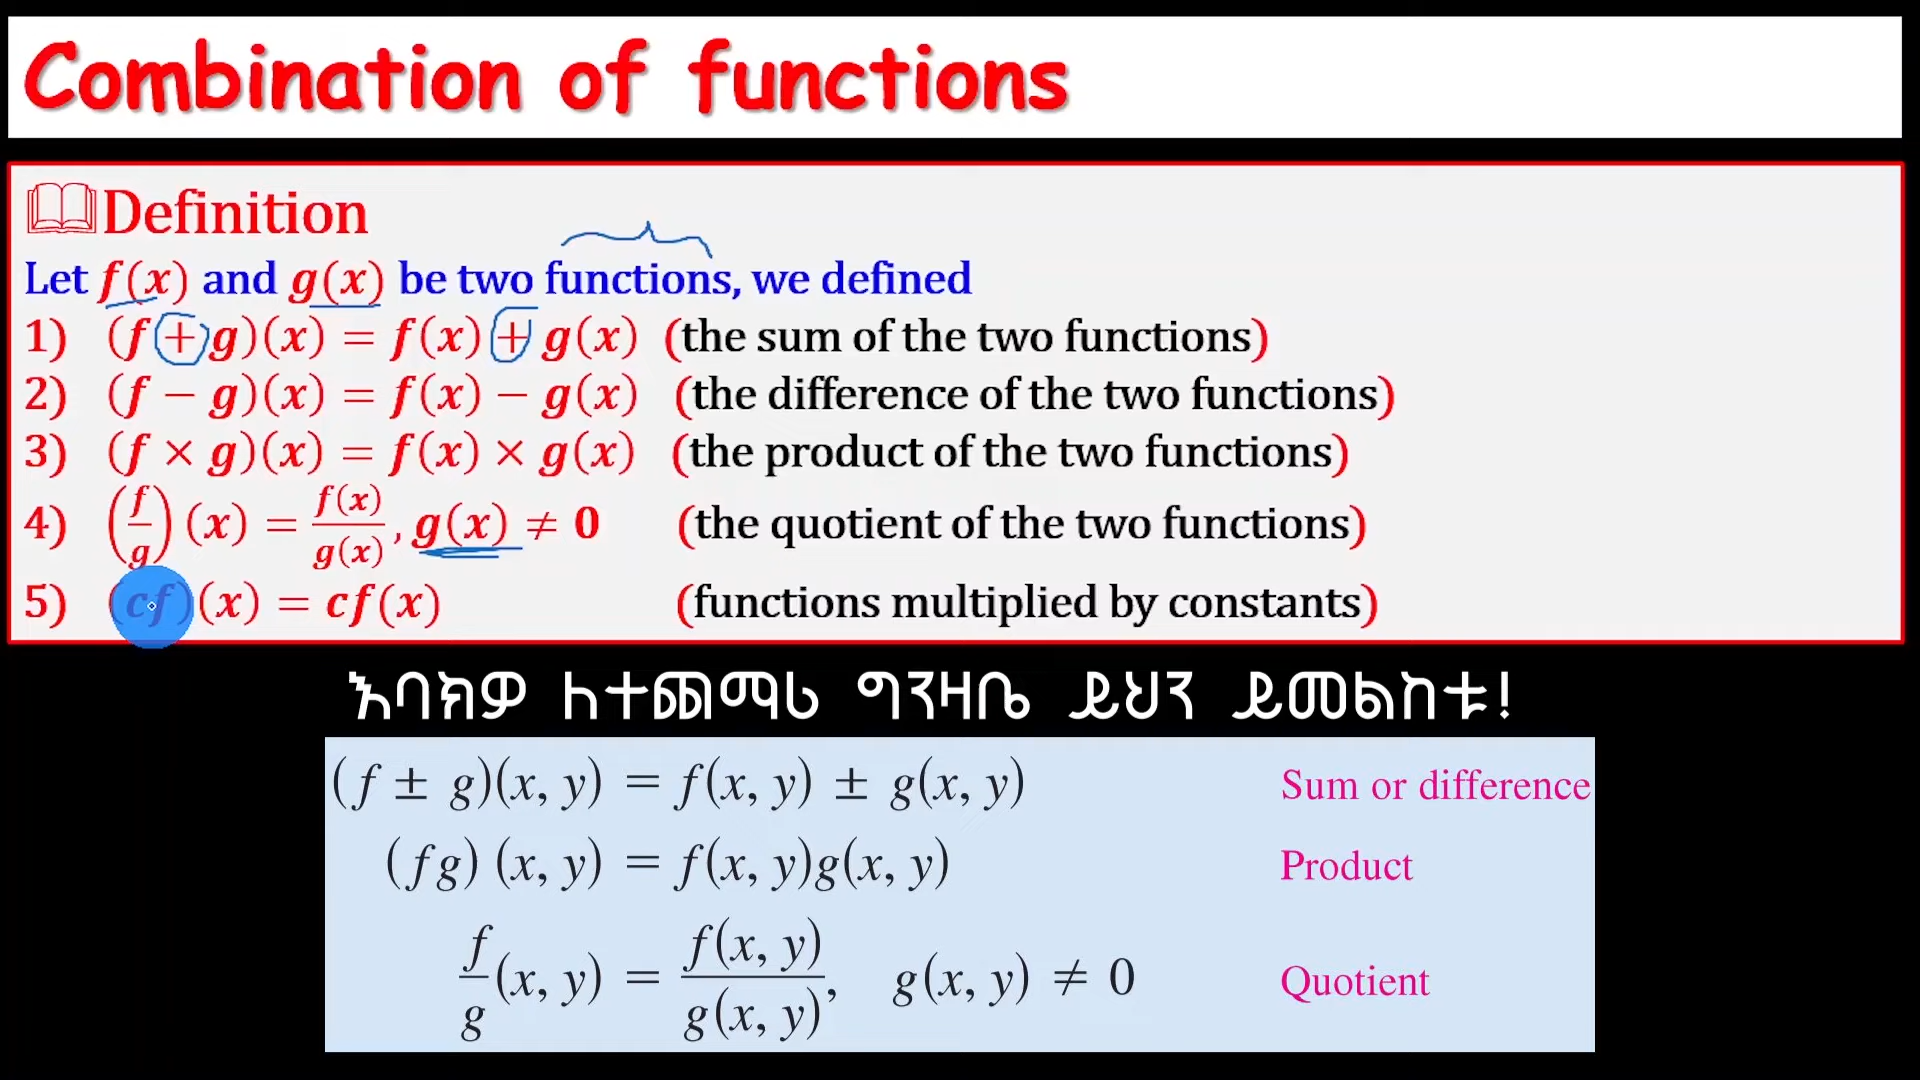 Combination of functions
Definition
Let f(x) and g(x) be two functions, we defined
1) (f + g)(x) = f(x) + g(x) (the sum of the two functions)
2) (f − g)(x) = f(x) − g(x) (the difference of the two functions)
3) (f × g)(x) = f(x) × g(x) (the product of the two functions)
4) (f/g)(x) = f(x)/g(x), g(x) ≠ 0 (the quotient of the two functions)
5) (cf)(x) = cf(x) (functions multiplied by constants)
እባክዎ ለተጨማሪ ግንዛቤ ይህን ይመልከቱ!
(f ± g)(x, y) = f(x, y) ± g(x, y) Sum or difference
(fg) (x, y) = f(x, y)g(x, y) Product
f/g(x, y) = f(x, y)/g(x, y), g(x, y) ≠ 0 Quotient